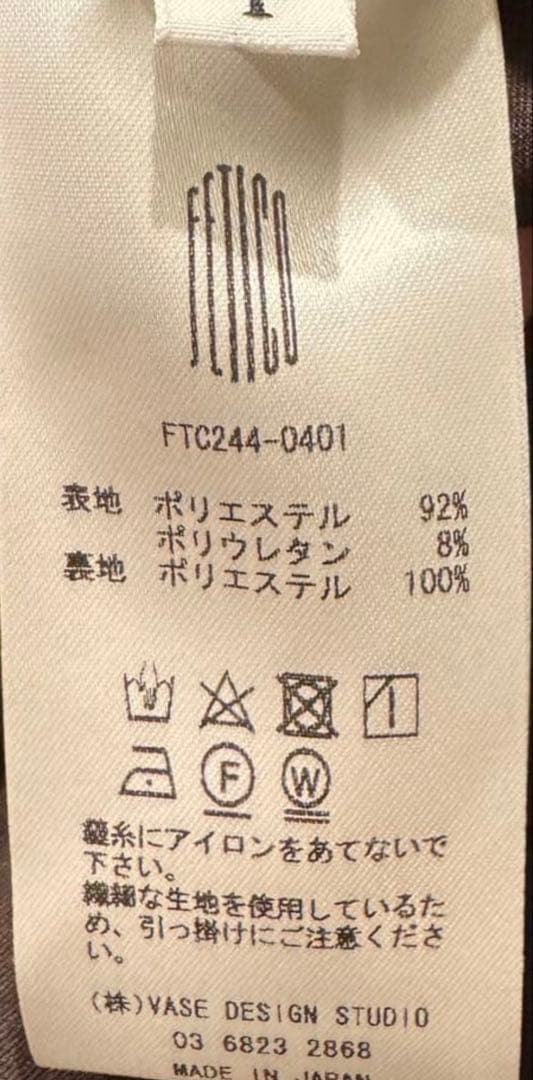 1
FETICO
FTC244-0401
表地 ポリエステル 92%
ポリウレタン 8%
裏地 ポリエステル 100%
F W
縫糸にアイロンをあてないで
下さい。
繊細な生地を使用しているた
め、引っ掛けにご注意くださ
い。
(株)VASE DESIGN STUDIO
03 6823 2868
MADE IN JAPAN